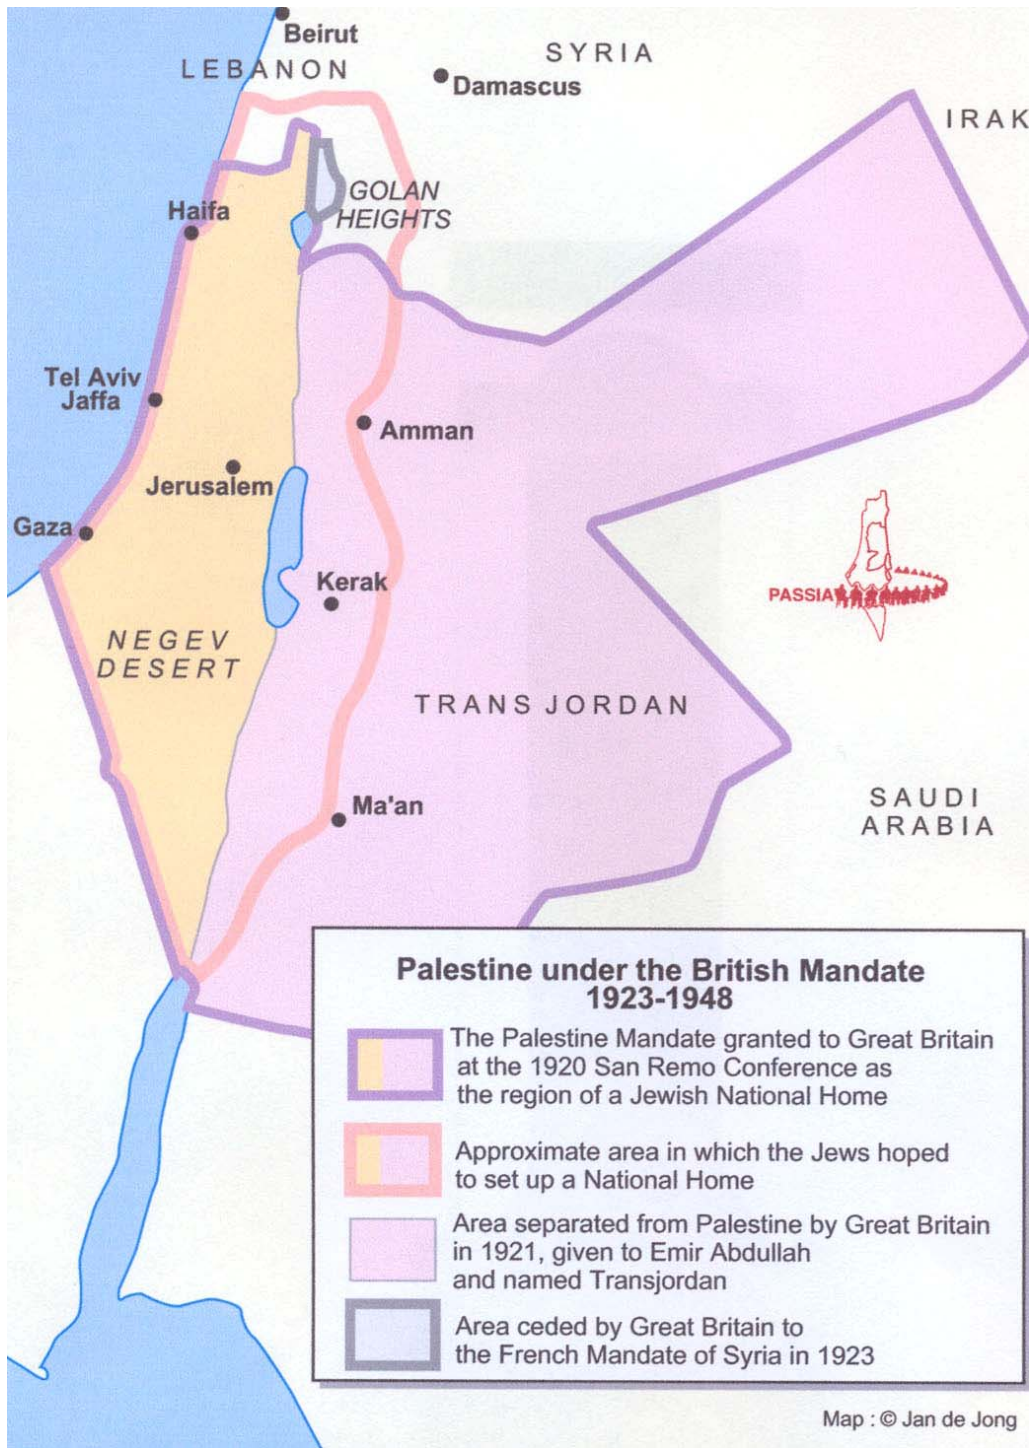 Beirut
LEBANON
SYRIA
Damascus
IRAK
GOLAN
HEIGHTS
Haifa
Tel Aviv
Jaffa
Amman
Jerusalem
Gaza
Kerak
PASSIA
NEGEV
DESERT
TRANS JORDAN
SAUDI
ARABIA
Ma'an
Palestine under the British Mandate
1923-1948
The Palestine Mandate granted to Great Britain
at the 1920 San Remo Conference as
the region of a Jewish National Home
Approximate area in which the Jews hoped
to set up a National Home
Area separated from Palestine by Great Britain
in 1921, given to Emir Abdullah
and named Transjordan
Area ceded by Great Britain to
the French Mandate of Syria in 1923
Map : © Jan de Jong